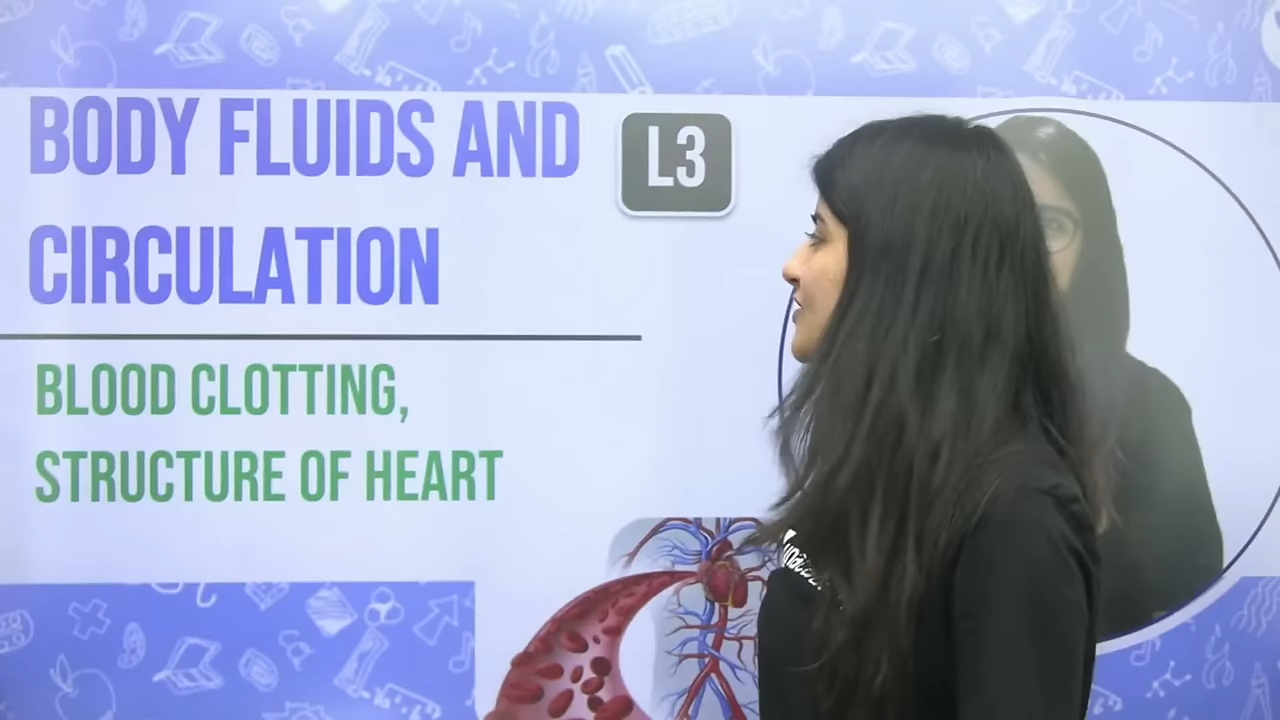 BODY FLUIDS AND
L3
CIRCULATION
BLOOD CLOTTING,
STRUCTURE OF HEART